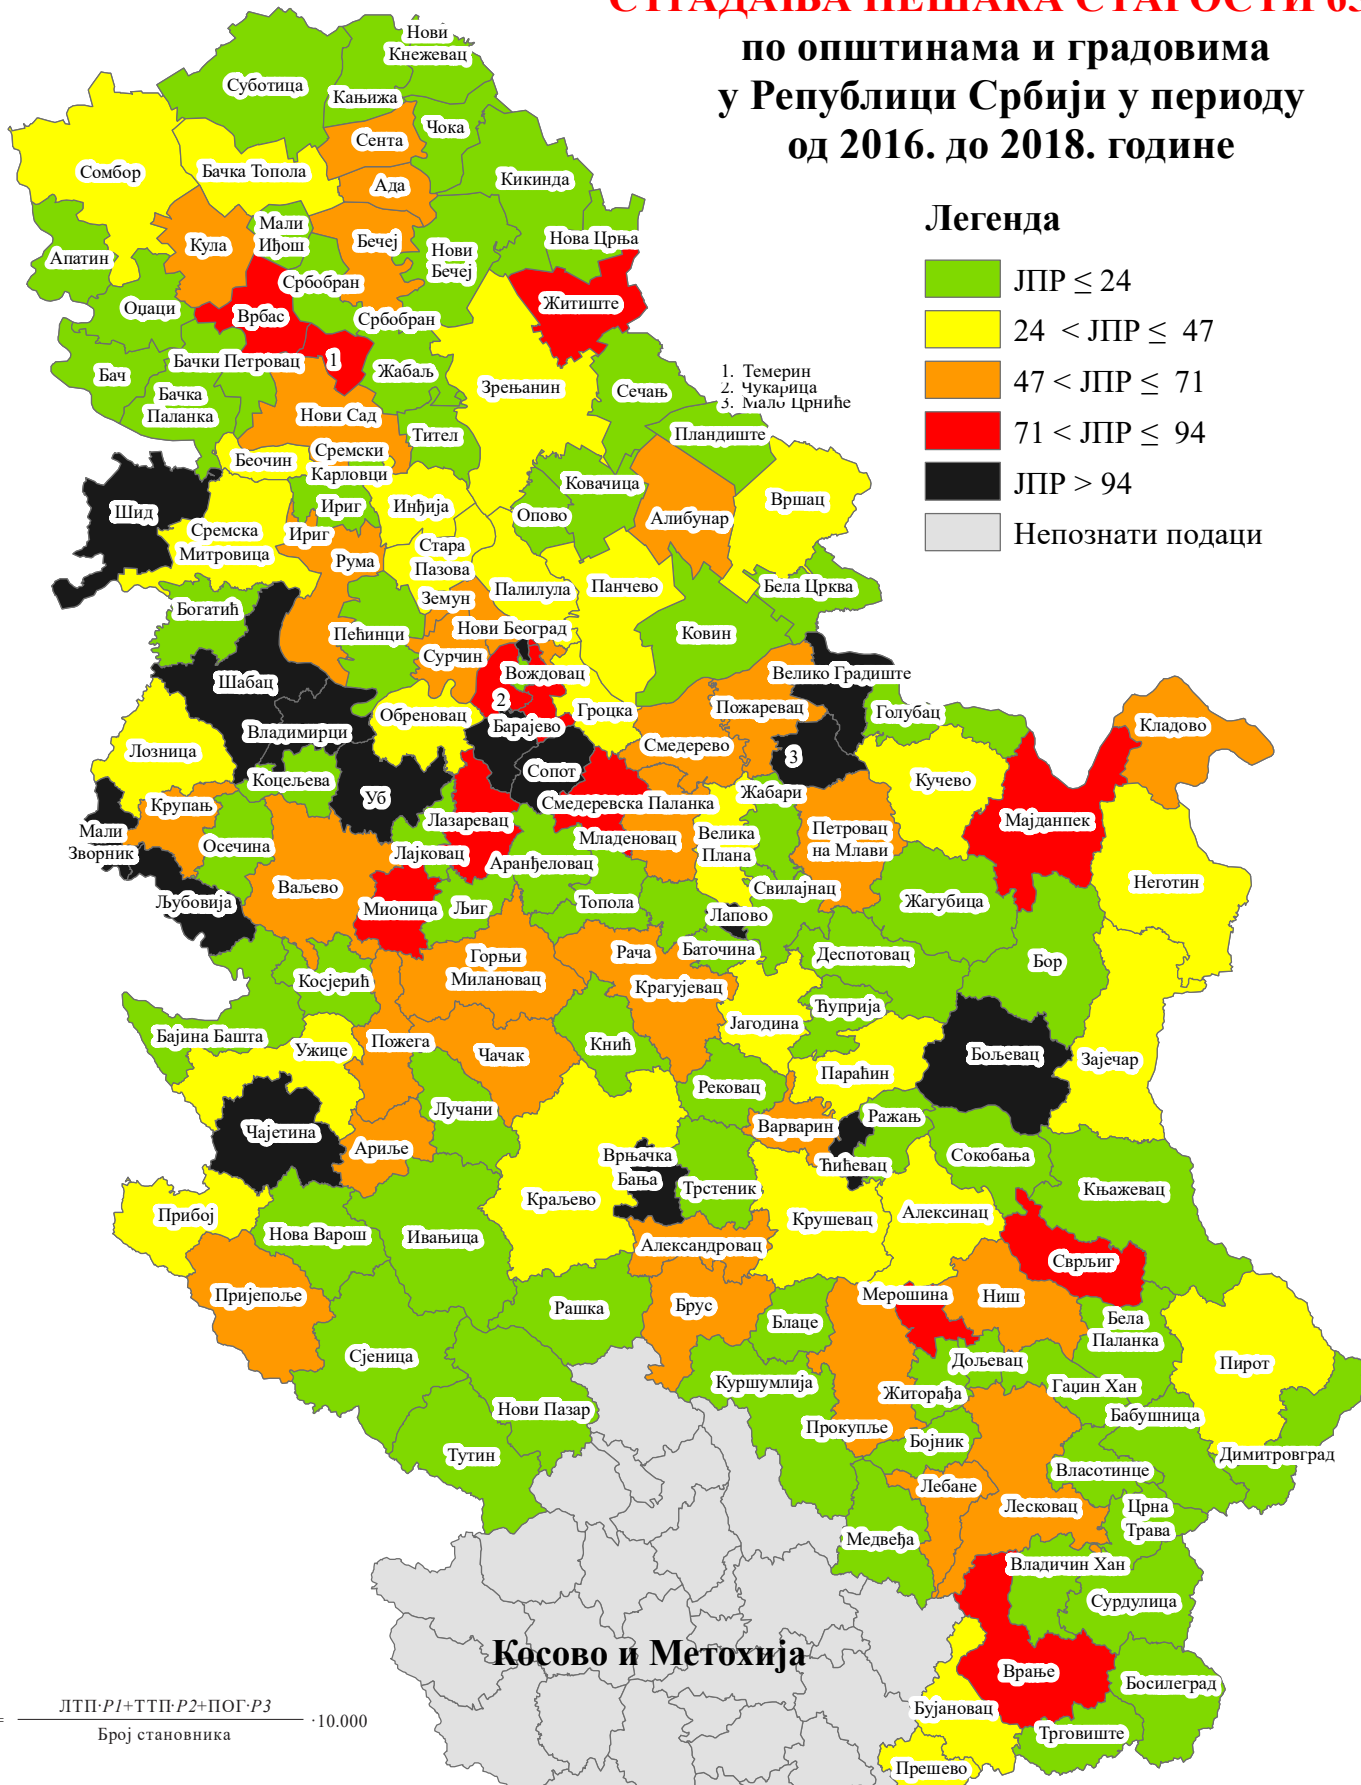 СТРАДАЊА ПЕШАКА СТАРОСТИ 65
по општинама и градовима
у Републици Србији у периоду
од 2016. до 2018. године
Легенда
ЈПР ≤ 24
24 < ЈПР ≤ 47
47 < ЈПР ≤ 71
71 < ЈПР ≤ 94
ЈПР > 94
Непознати подаци
1. Темерин
2. Чукарица
3. Мало Црниће
Нови
Кнежевац
Суботица
Кањижа
Сента
Чока
Сомбор
Бачка Топола
Ада
Кикинда
Апатин
Кула
Мали
Иђош
Бечеј
Нови
Бечеј
Нова Црња
Оџаци
Србобран
Житиште
Врбас
Србобран
Бач
Бачки Петровац
1
Жабаљ
Зрењанин
Сечањ
Бачка
Паланка
Нови Сад
Тител
Пландиште
Беочин
Сремски
Карловци
Ковачица
Вршац
Шид
Ириг
Инђија
Опово
Алибунар
Сремска
Митровица
Ириг
Рума
Стара
Пазова
Палилула
Панчево
Бела Црква
Богатић
Земун
Нови Београд
Ковин
Пећинци
Сурчин
Вождовац
Велико Градиште
Шабац
2
Гроцка
Пожаревац
Голубац
Кладово
Обреновац
Барајево
Смедерево
Владимирци
3
Лозница
Коцељева
Сопот
Кучево
Уб
Смедеревска Паланка
Жабари
Мајданпек
Крупањ
Лазаревац
Младеновац
Велика
Плана
Петровац
на Млави
Мали
Зворник
Осечина
Лајковац
Аранђеловац
Неготин
Ваљево
Свилајнац
Љубовија
Мионица
Љиг
Топола
Лапово
Жагубица
Горњи
Милановац
Рача
Баточина
Деспотовац
Бор
Косјерић
Крагујевац
Ћуприја
Бајина Башта
Ужице
Пожега
Чачак
Кнић
Јагодина
Бољевац
Зајечар
Параћин
Рековац
Лучани
Ражањ
Чајетина
Ариље
Варварин
Врњачка
Бања
Ћићевац
Сокобања
Књажевац
Краљево
Трстеник
Прибој
Нова Варош
Ивањица
Крушевац
Алексинац
Александровац
Сврљиг
Пријепоље
Рашка
Брус
Блаце
Мерошина
Ниш
Бела
Паланка
Сјеница
Дољевац
Пирот
Куршумлија
Житорађа
Гаџин Хан
Нови Пазар
Прокупље
Бабушница
Тутин
Бојник
Димитровград
Лебане
Власотинце
Лесковац
Црна
Трава
Медвеђа
Владичин Хан
Сурдулица
Косово и Метохија
Врање
Босилеград
Бујановац
Трговиште
Прешево
= ЛТП·P1+ТТП·P2+ПОГ·P3 ·10.000
Број становника